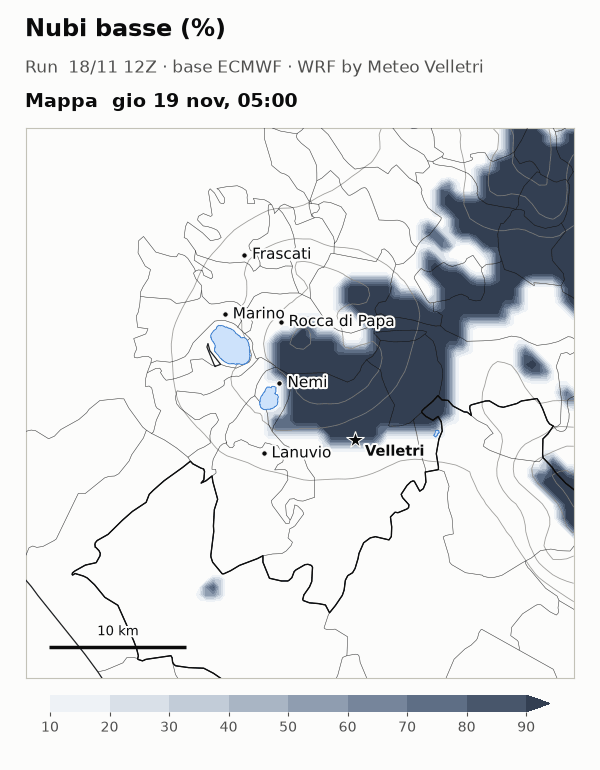 Nubi basse (%)
Run  18/11 12Z · base ECMWF · WRF by Meteo Velletri
Mappa  gio 19 nov, 05:00
Frascati
Marino
Rocca di Papa
Nemi
Velletri
Lanuvio
10 km
10 20 30 40 50 60 70 80 90